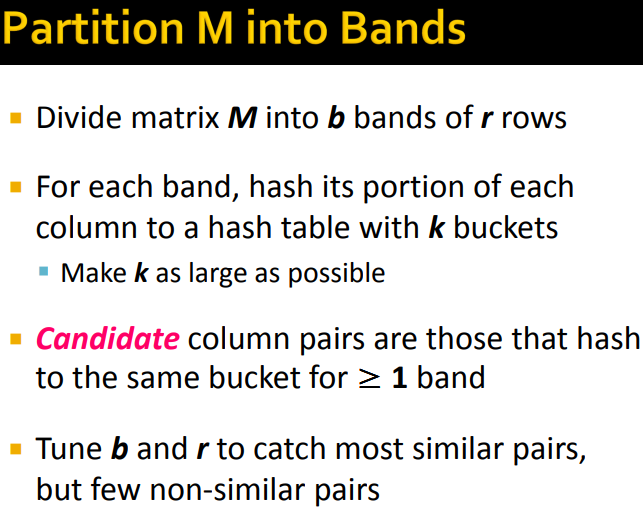 Partition M into Bands
Divide matrix M into b bands of r rows
For each band, hash its portion of each
column to a hash table with k buckets
Make k as large as possible
Candidate column pairs are those that hash
to the same bucket for ≥ 1 band
Tune b and r to catch most similar pairs,
but few non-similar pairs